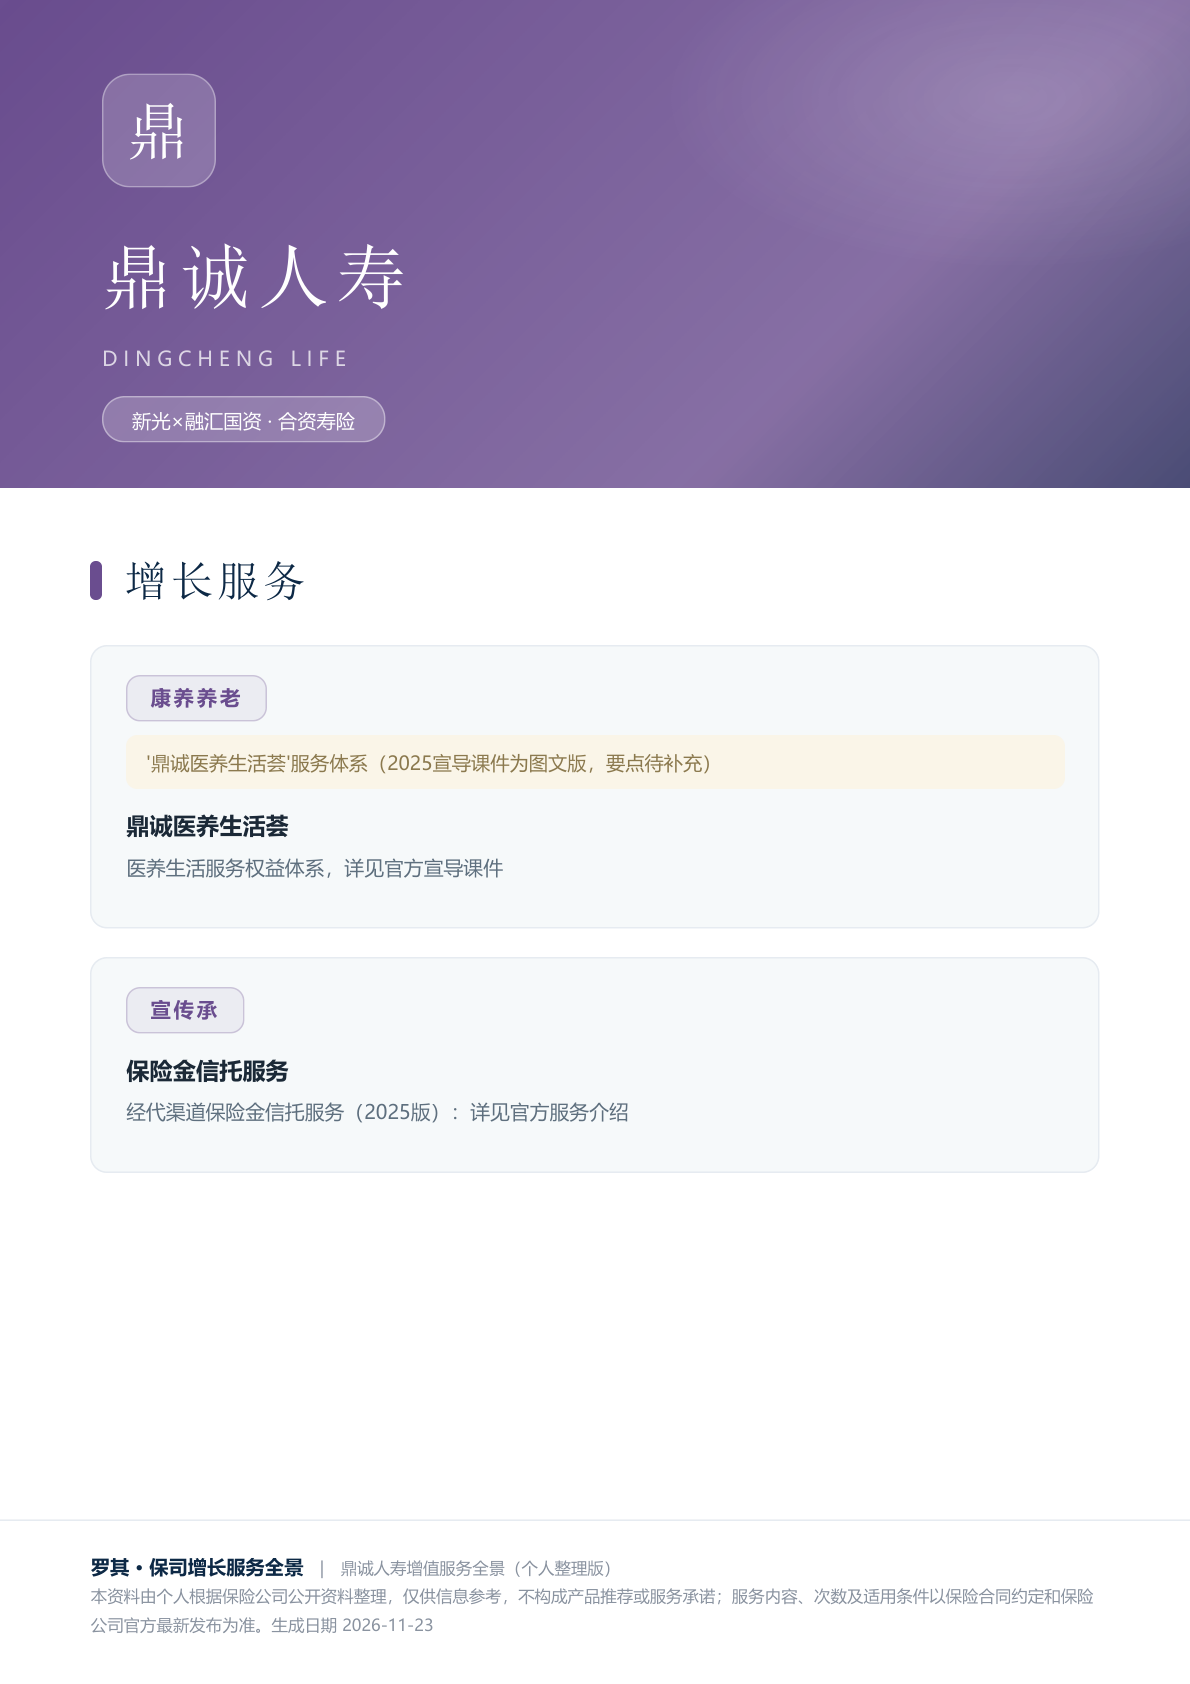 鼎
鼎诚人寿
DINGCHENG LIFE
新光×融汇国资 · 合资寿险
增长服务
康养养老
'鼎诚医养生活荟'服务体系（2025宣导课件为图文版，要点待补充）
鼎诚医养生活荟
医养生活服务权益体系，详见官方宣导课件
宣传承
保险金信托服务
经代渠道保险金信托服务（2025版）：详见官方服务介绍
罗其 • 保司增长服务全景 | 鼎诚人寿增值服务全景（个人整理版）
本资料由个人根据保险公司公开资料整理，仅供信息参考，不构成产品推荐或服务承诺；服务内容、次数及适用条件以保险合同约定和保险
公司官方最新发布为准。生成日期 2026-11-23